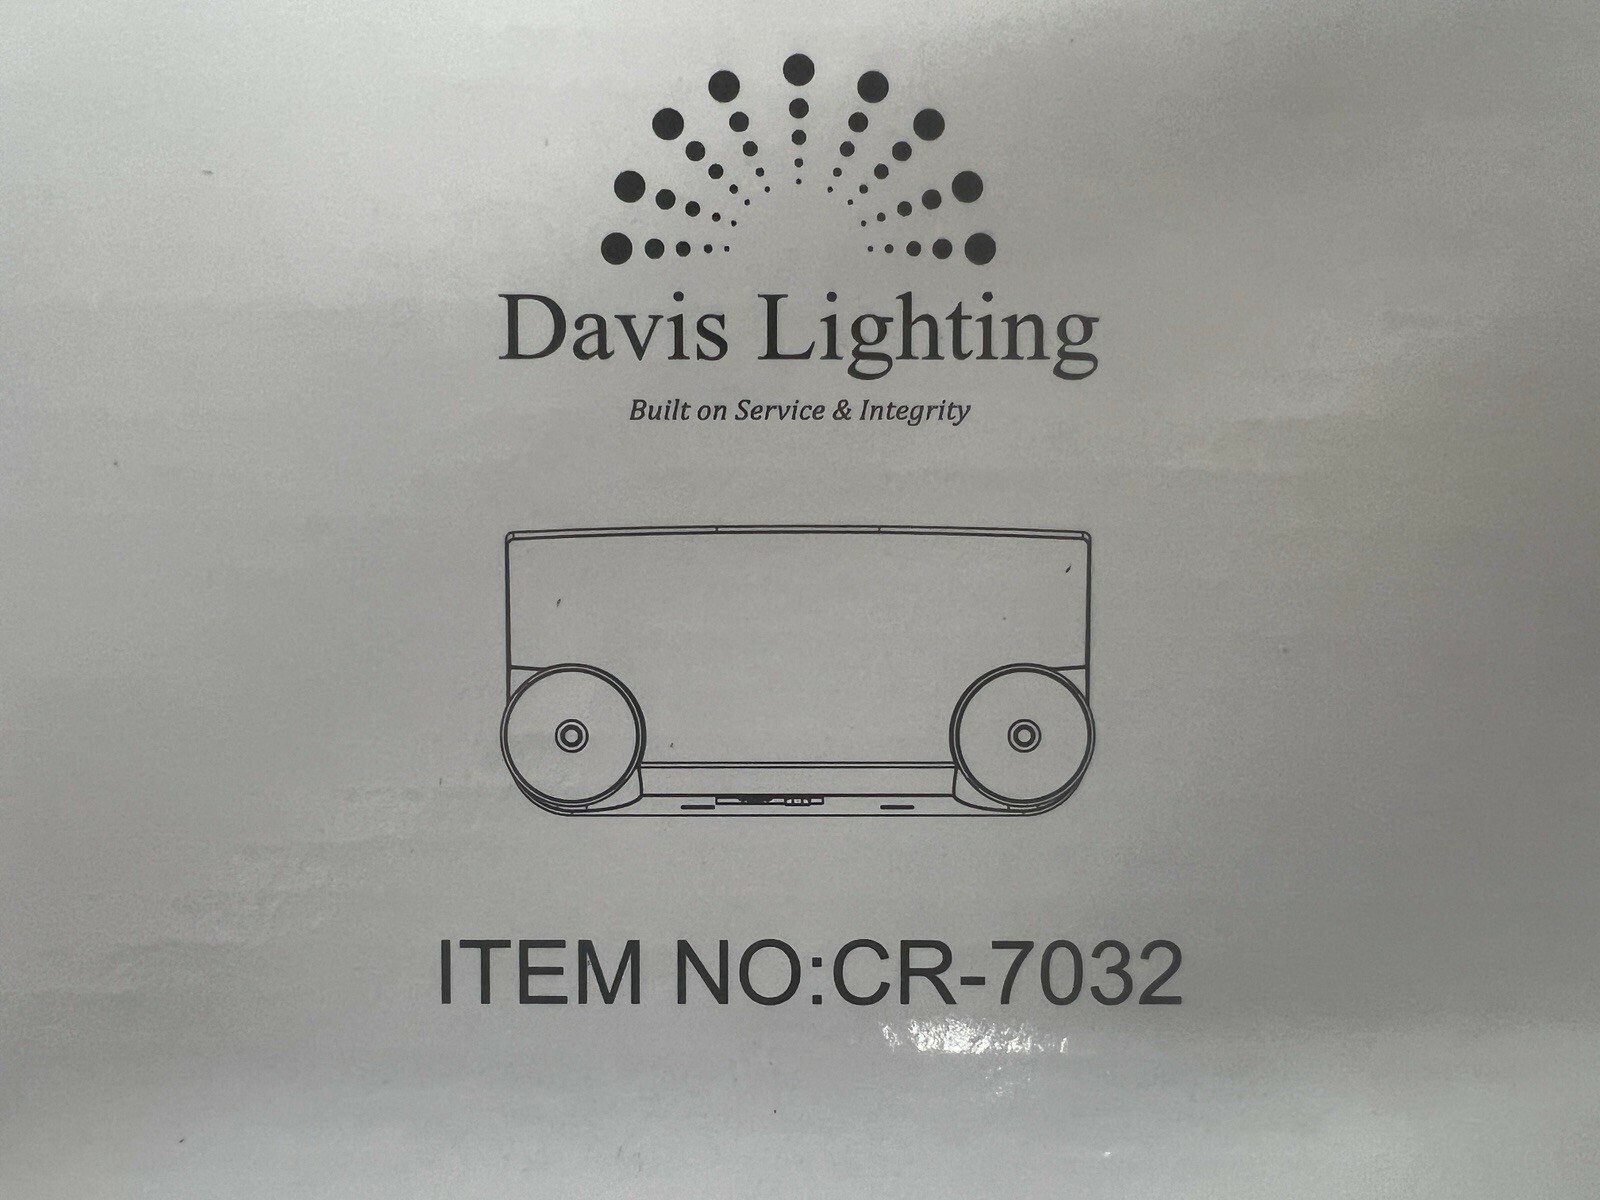 Davis Lighting
Built on Service & Integrity
ITEM NO:CR-7032